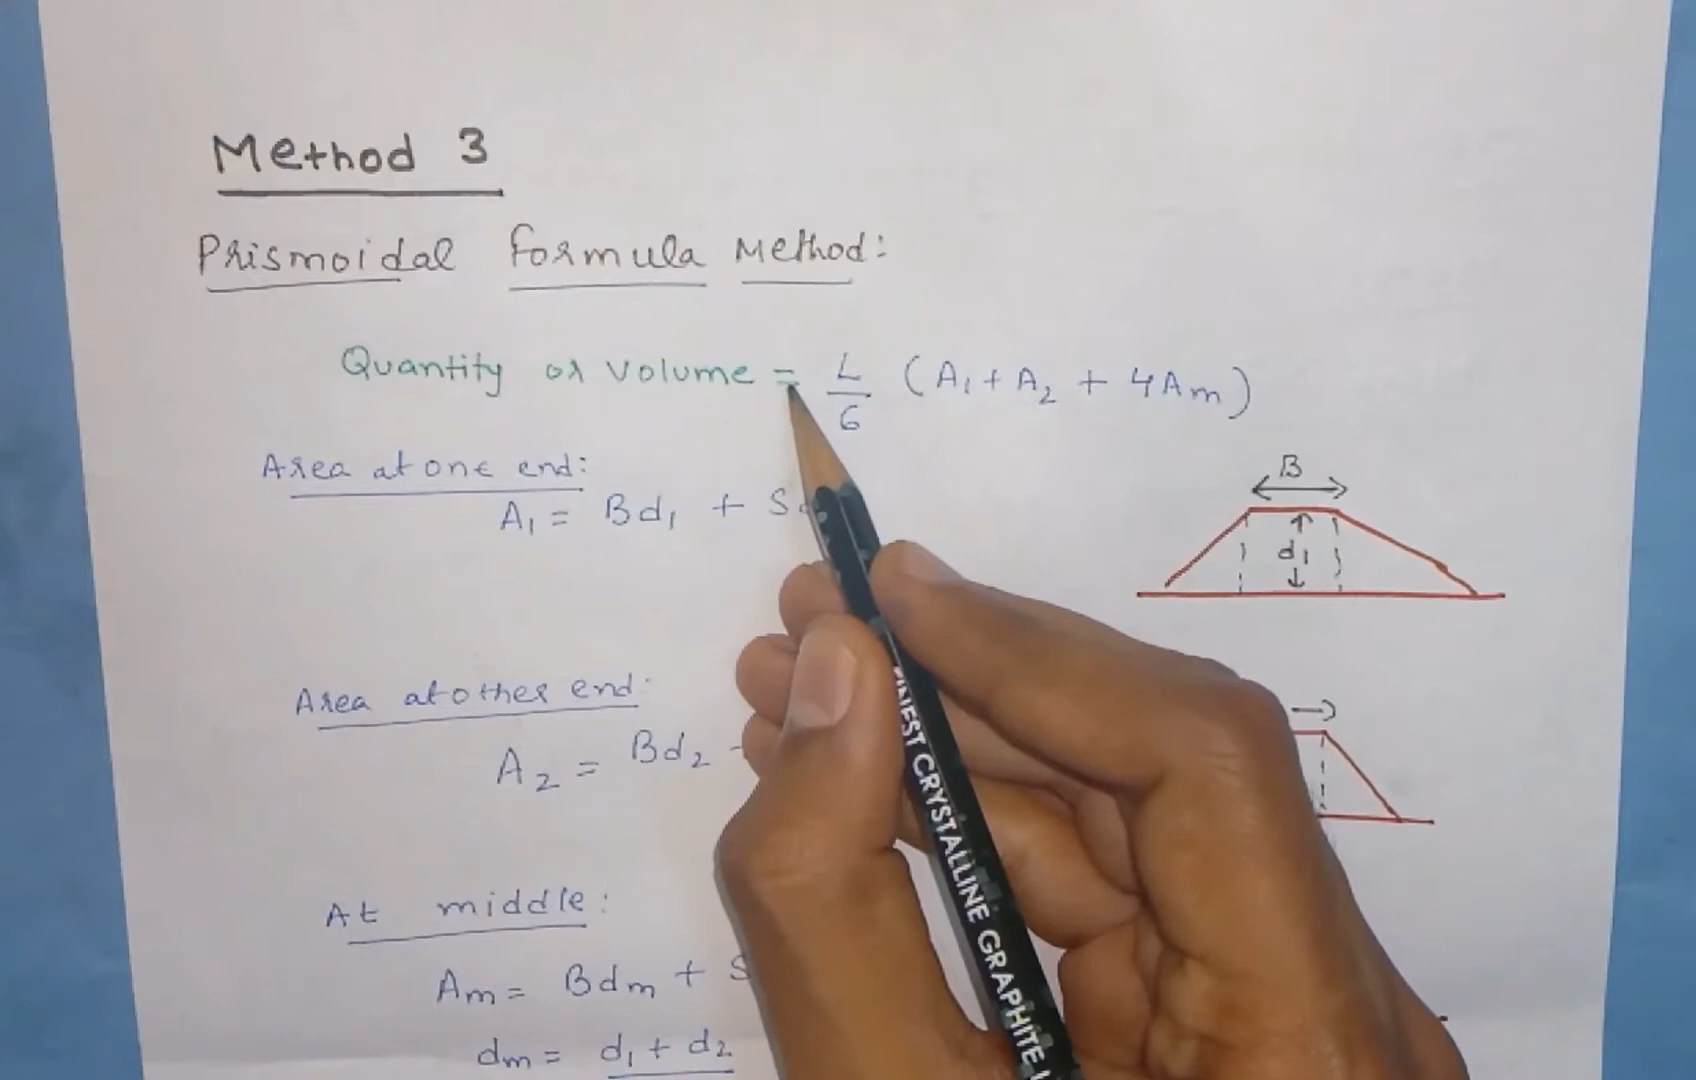 Method 3
Prismoidal Formula Method:
Quantity or Volume = L/6 (A₁ + A₂ + 4Am)
Area at one end:
A₁ = Bd₁ + S
B
d₁
Area at other end:
A₂ = Bd₂
At middle:
Am = Bdm + S
dm = d₁ + d₂
FINEST CRYSTALLINE GRAPHITE